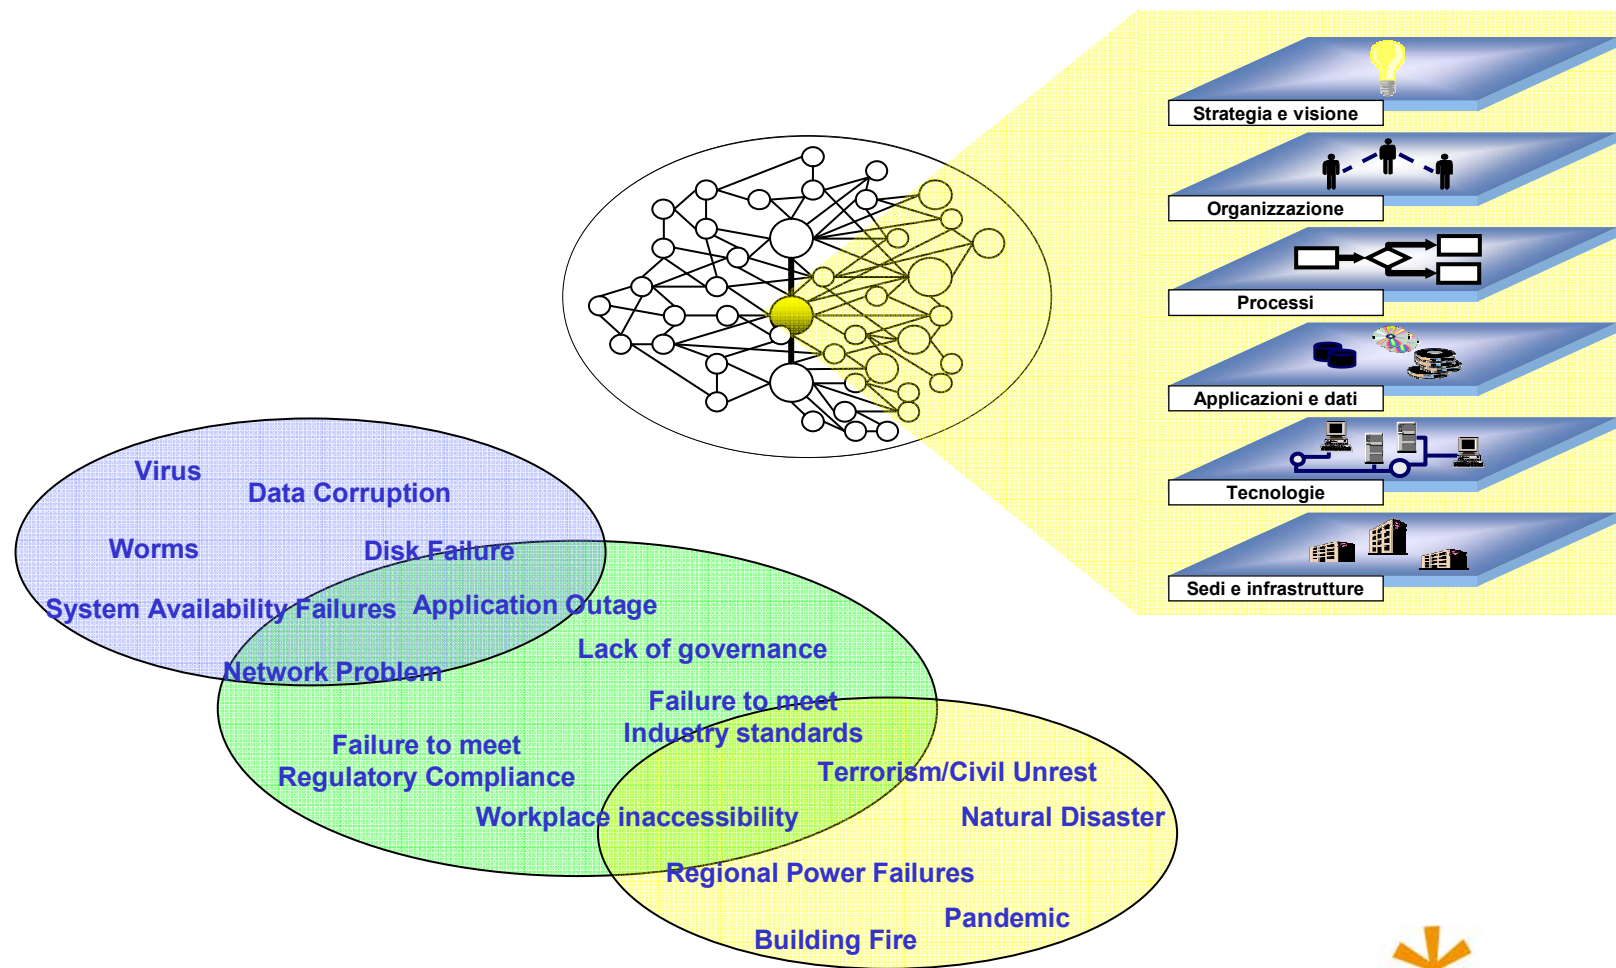 Strategia e visione
Organizzazione
Processi
Applicazioni e dati
Tecnologie
Sedi e infrastrutture
Virus
Data Corruption
Worms
Disk Failure
System Availability Failures
Application Outage
Lack of governance
Network Problem
Failure to meet
Industry standards
Failure to meet
Regulatory Compliance
Terrorism/Civil Unrest
Workplace inaccessibility
Natural Disaster
Regional Power Failures
Pandemic
Building Fire